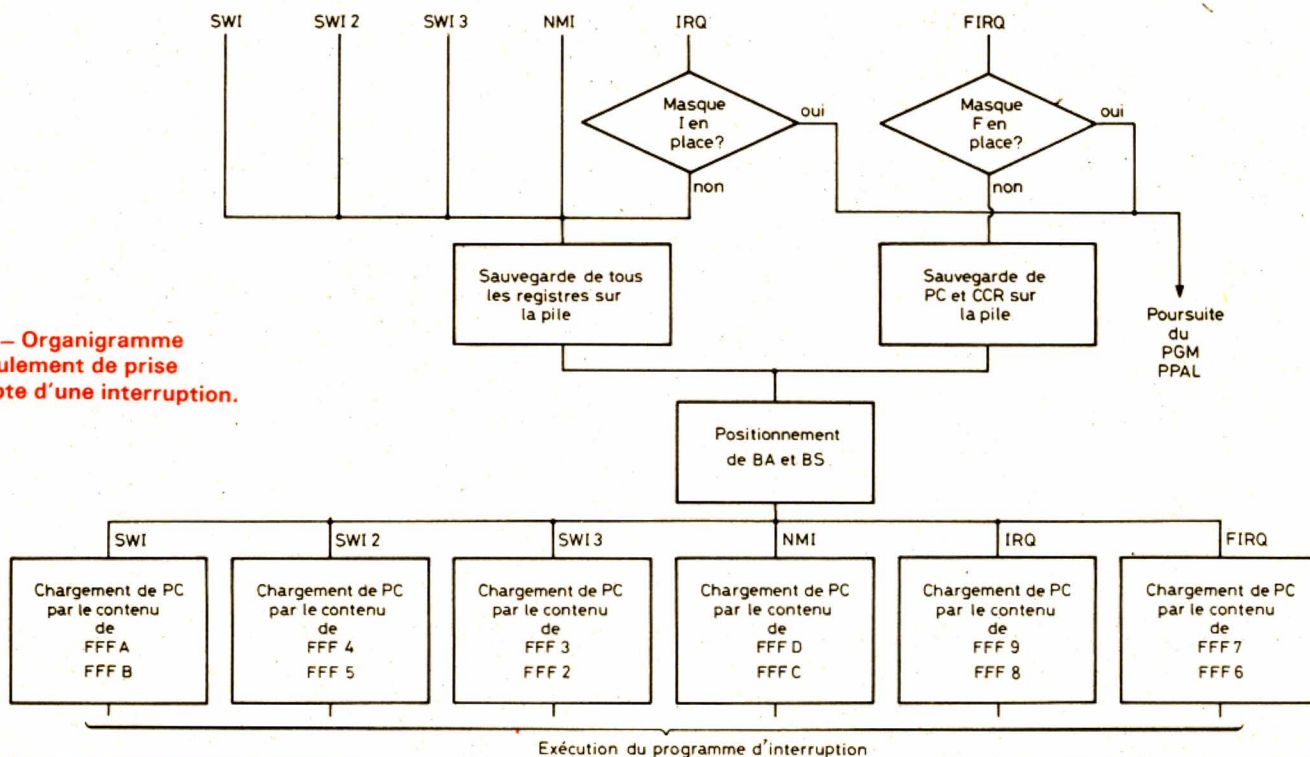 SWI
SWI 2
SWI 3
NMI
IRQ
FIRQ
Masque
I en
place?
oui
non
Masque
F en
place?
oui
non
Sauvegarde de tous
les registres sur
la pile
Sauvegarde de
PC et CCR sur
la pile
Poursuite
du
PGM
PPAL
– Organigramme
ulement de prise
pte d'une interruption.
Positionnement
de BA et BS
SWI
SWI 2
SWI 3
NMI
IRQ
FIRQ
Chargement de PC
par le contenu
de
FFF A
FFF B
Chargement de PC
par le contenu
de
FFF 4
FFF 5
Chargement de PC
par le contenu
de
FFF 3
FFF 2
Chargement de PC
par le contenu
de
FFF D
FFF C
Chargement de PC
par le contenu
de
FFF 9
FFF 8
Chargement de PC
par le contenu
de
FFF 7
FFF 6
Exécution du programme d'interruption